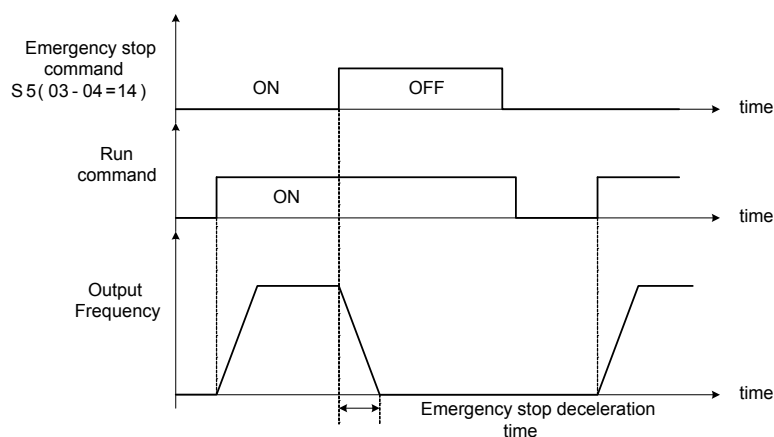 Emergency stop
command
S5(03-04=14)
ON
OFF
time
Run
command
ON
time
Output
Frequency
time
Emergency stop deceleration
time